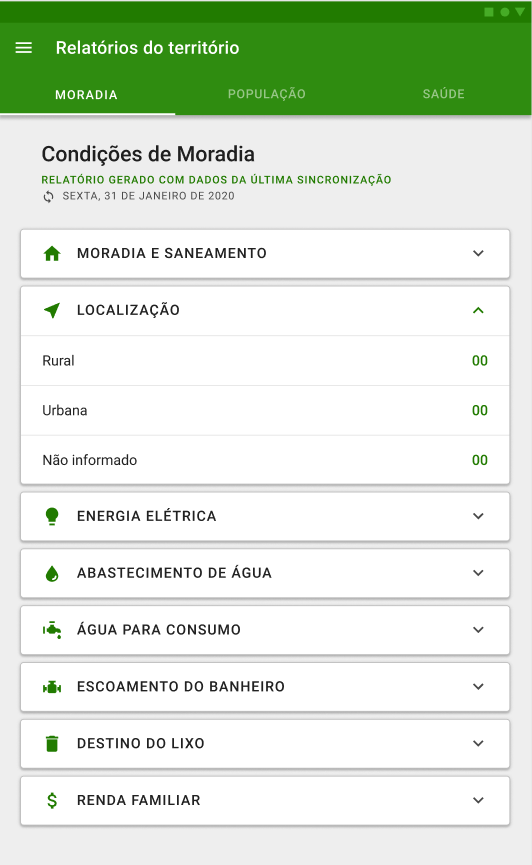 Relatórios do território
MORADIA
POPULAÇÃO
SAÚDE
Condições de Moradia
RELATÓRIO GERADO COM DADOS DA ÚLTIMA SINCRONIZAÇÃO
SEXTA, 31 DE JANEIRO DE 2020
MORADIA E SANEAMENTO
LOCALIZAÇÃO
Rural 00
Urbana 00
Não informado 00
ENERGIA ELÉTRICA
ABASTECIMENTO DE ÁGUA
ÁGUA PARA CONSUMO
ESCOAMENTO DO BANHEIRO
DESTINO DO LIXO
RENDA FAMILIAR